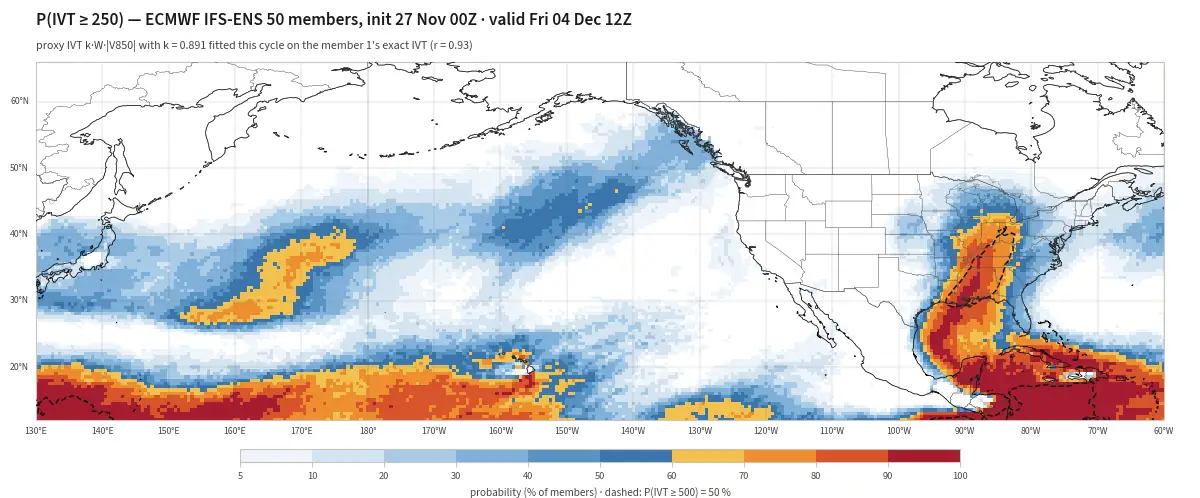 P(IVT ≥ 250) — ECMWF IFS-ENS 50 members, init 27 Nov 00Z · valid Fri 04 Dec 12Z
proxy IVT k·W·|V850| with k = 0.891 fitted this cycle on the member 1's exact IVT (r = 0.93)
60°N
50°N
40°N
30°N
20°N
130°E 140°E 150°E 160°E 170°E 180° 170°W 160°W 150°W 140°W 130°W 120°W 110°W 100°W 90°W 80°W 70°W 60°W
5 10 20 30 40 50 60 70 80 90 100
probability (% of members) · dashed: P(IVT ≥ 500) = 50 %